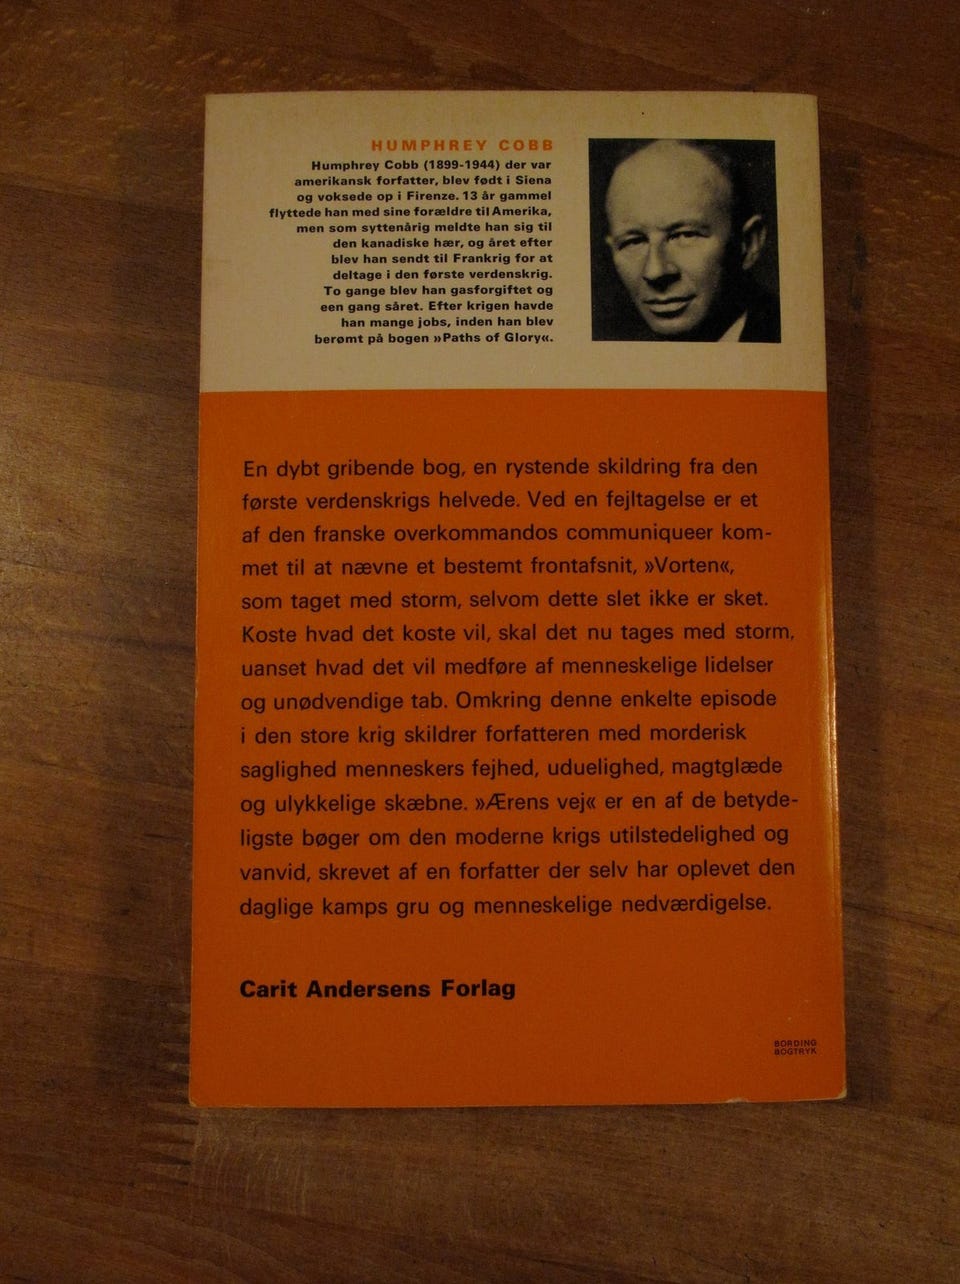 HUMPHREY COBB
Humphrey Cobb (1899-1944) der var
amerikansk forfatter, blev født i Siena
og voksede op i Firenze. 13 år gammel
flyttede han med sine forældre til Amerika,
men som syttenårig meldte han sig til
den kanadiske hær, og året efter
blev han sendt til Frankrig for at
deltage i den første verdenskrig.
To gange blev han gasforgiftet og
een gang såret. Efter krigen havde
han mange jobs, inden han blev
berømt på bogen »Paths of Glory«.
En dybt gribende bog, en rystende skildring fra den
første verdenskrigs helvede. Ved en fejltagelse er et
af den franske overkommandos communiqueer kom-
met til at nævne et bestemt frontafsnit, »Vorten«,
som taget med storm, selvom dette slet ikke er sket.
Koste hvad det koste vil, skal det nu tages med storm,
uanset hvad det vil medføre af menneskelige lidelser
og unødvendige tab. Omkring denne enkelte episode
i den store krig skildrer forfatteren med morderisk
saglighed menneskers fejhed, uduelighed, magtglæde
og ulykkelige skæbne. »Ærens vej« er en af de betyde-
ligste bøger om den moderne krigs utilstedelighed og
vanvid, skrevet af en forfatter der selv har oplevet den
daglige kamps gru og menneskelige nedværdigelse.
Carit Andersens Forlag
BORDING
BOGTRYK